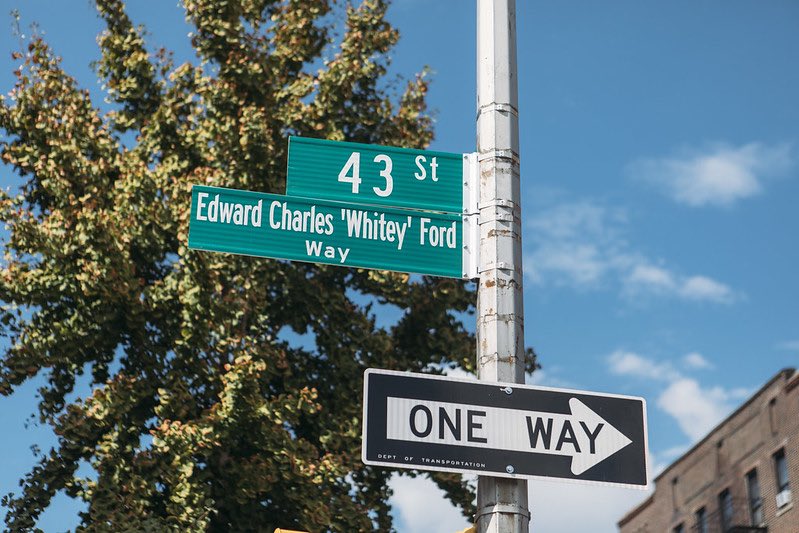 43 St
Edward Charles 'Whitey' Ford
Way
ONE WAY
DEPT OF TRANSPORTATION